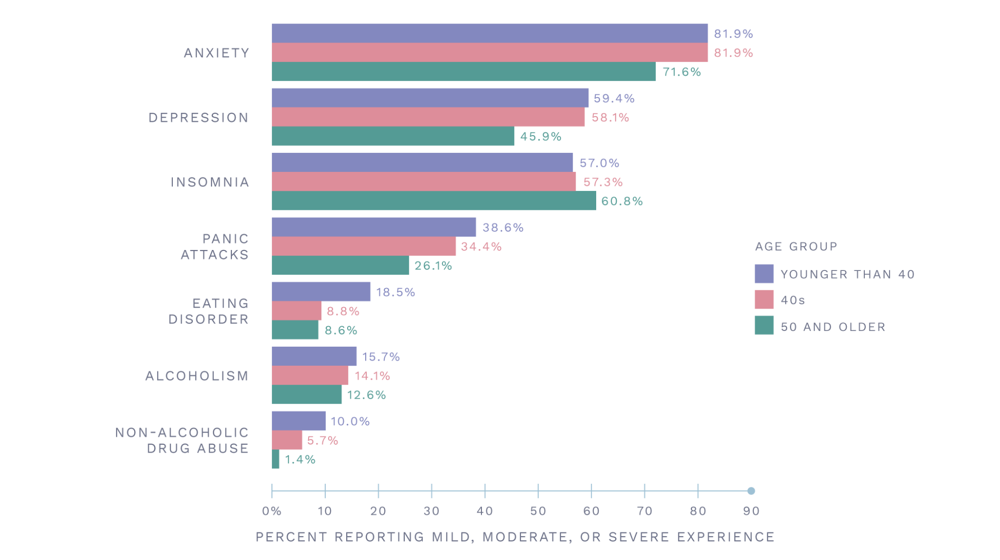 ANXIETY
81.9%
81.9%
71.6%
DEPRESSION
59.4%
58.1%
45.9%
INSOMNIA
57.0%
57.3%
60.8%
PANIC
ATTACKS
38.6%
34.4%
26.1%
EATING
DISORDER
18.5%
8.8%
8.6%
ALCOHOLISM
15.7%
14.1%
12.6%
NON-ALCOHOLIC
DRUG ABUSE
10.0%
5.7%
1.4%
AGE GROUP
YOUNGER THAN 40
40s
50 AND OLDER
0% 10 20 30 40 50 60 70 80 90
PERCENT REPORTING MILD, MODERATE, OR SEVERE EXPERIENCE